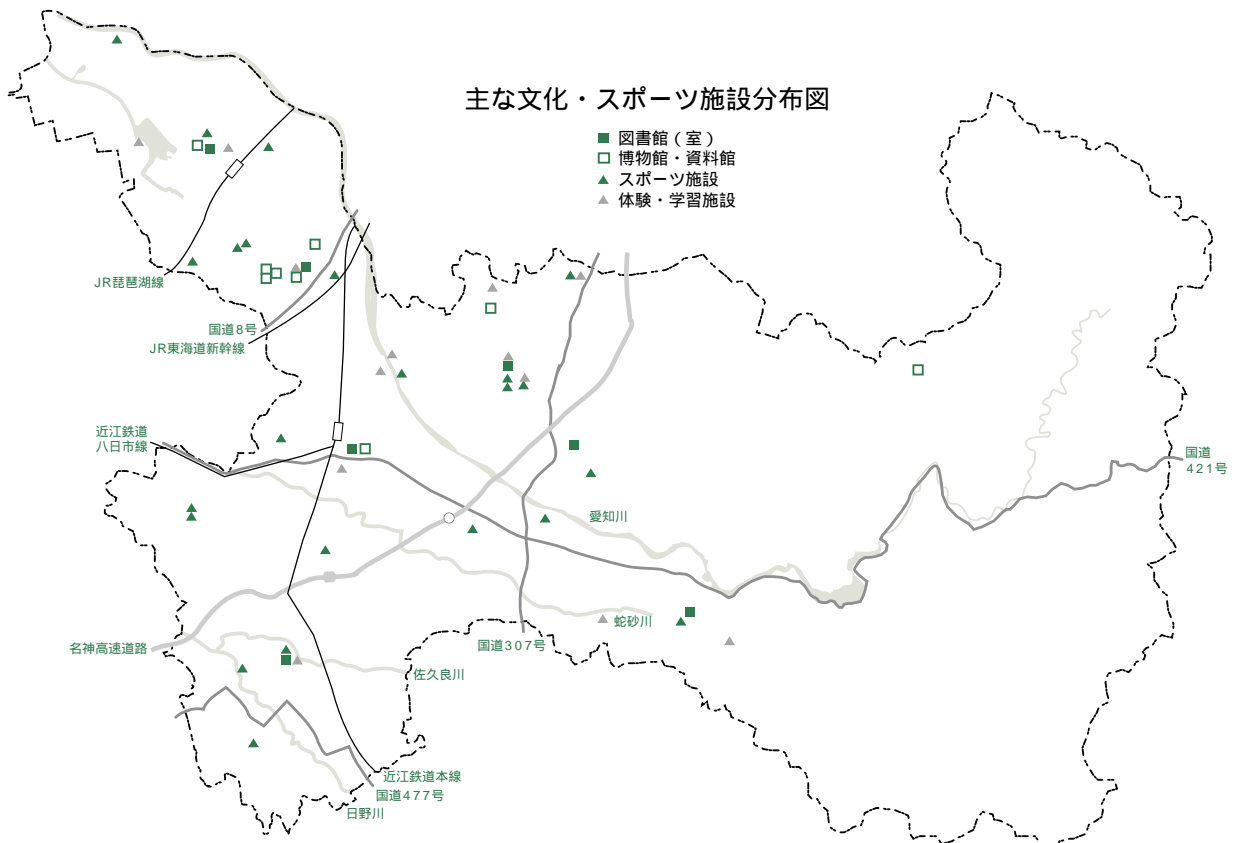 主な文化・スポーツ施設分布図
図書館（室）
博物館・資料館
スポーツ施設
体験・学習施設
JR琵琶湖線
国道8号
JR東海道新幹線
近江鉄道
八日市線
国道
421号
愛知川
蛇砂川
国道307号
名神高速道路
佐久良川
近江鉄道本線
国道477号
日野川